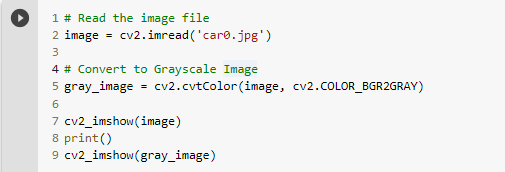 1 # Read the image file
2 image = cv2.imread('car0.jpg')
3
4 # Convert to Grayscale Image
5 gray_image = cv2.cvtColor(image, cv2.COLOR_BGR2GRAY)
6
7 cv2_imshow(image)
8 print()
9 cv2_imshow(gray_image)